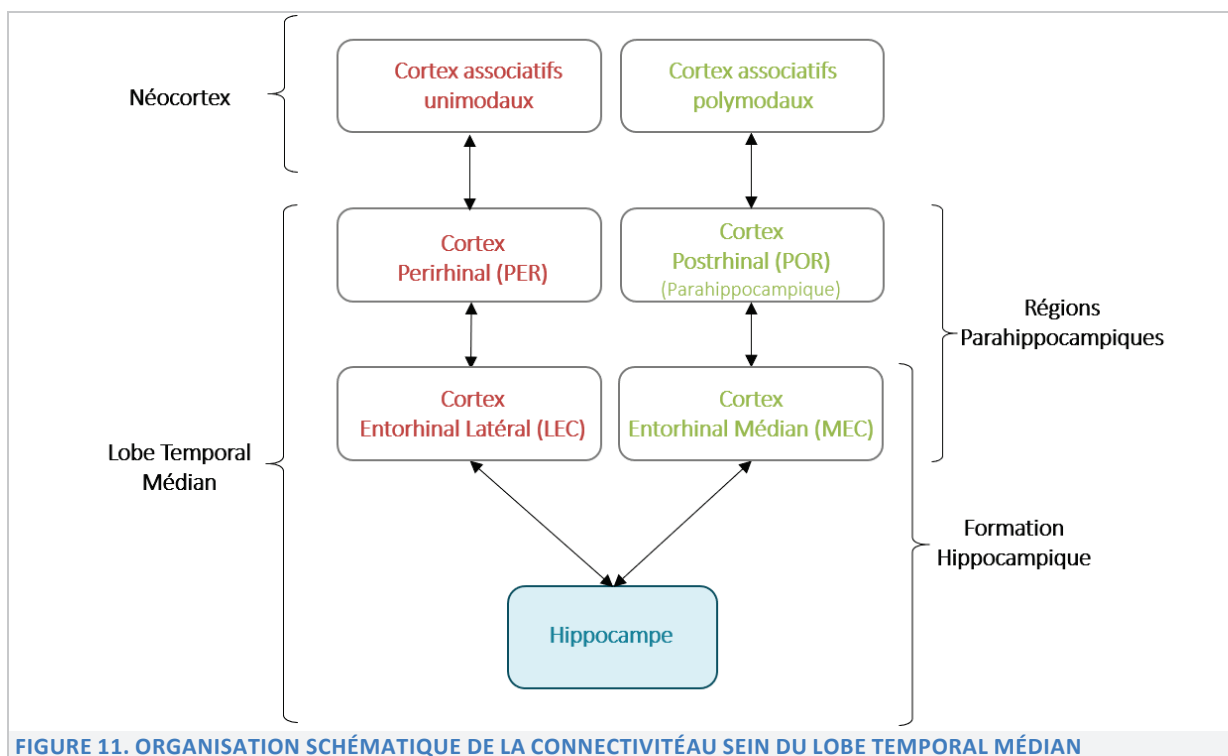 Néocortex
Cortex associatifs
unimodaux
Cortex associatifs
polymodaux
Cortex
Perirhinal (PER)
Cortex
Postrhinal (POR)
(Parahippocampique)
Régions
Parahippocampiques
Cortex
Entorhinal Latéral (LEC)
Cortex
Entorhinal Médian (MEC)
Lobe Temporal
Médian
Formation
Hippocampique
Hippocampe
FIGURE 11. ORGANISATION SCHÉMATIQUE DE LA CONNECTIVITÉAU SEIN DU LOBE TEMPORAL MÉDIAN